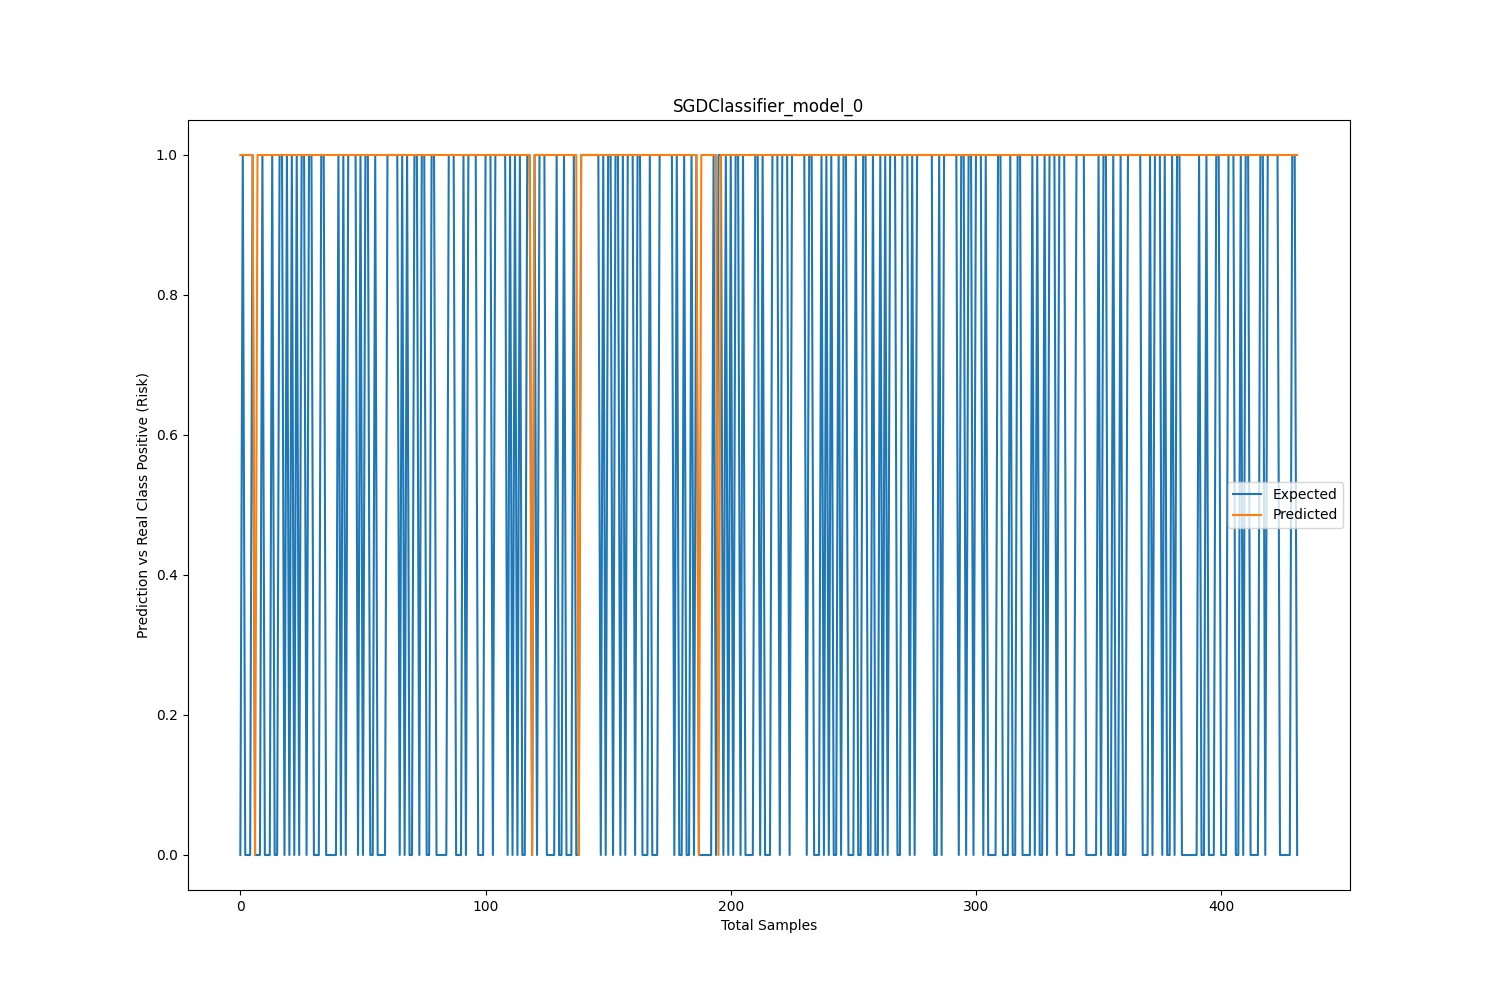 SGDClassifier_model_0
Prediction vs Real Class Positive (Risk)
1.0
0.8
0.6
0.4
0.2
0.0
Expected
Predicted
0
100
200
300
400
Total Samples